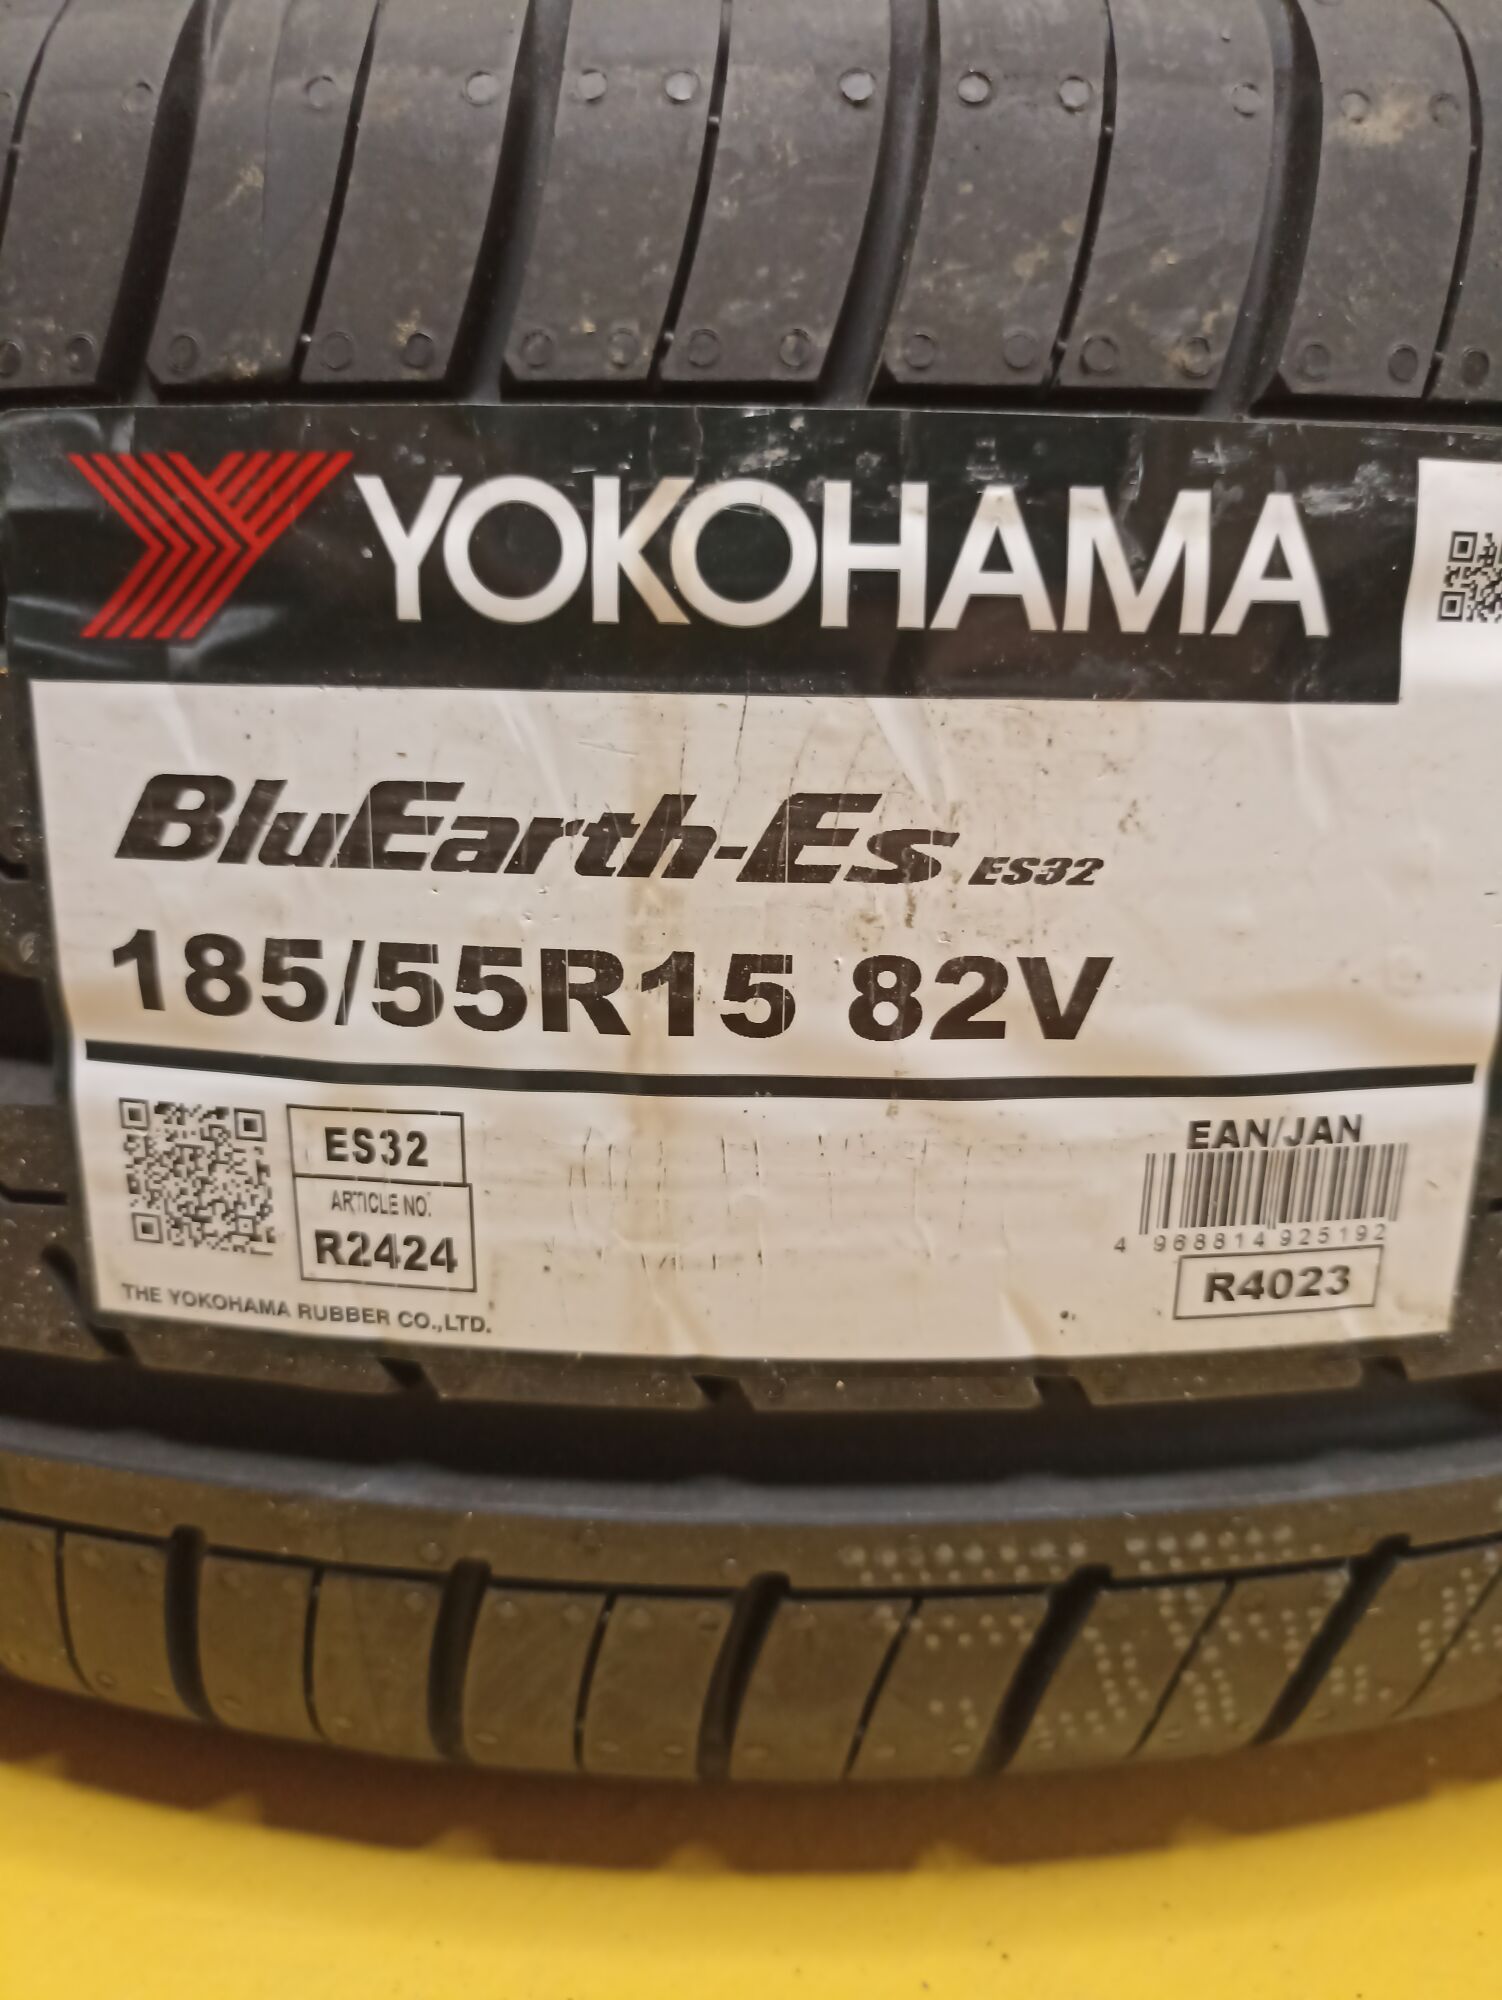 YOKOHAMA
BluEarth-Es ES32
185/55R15 82V
ES32
ARTICLE NO.
R2424
THE YOKOHAMA RUBBER CO.,LTD.
EAN/JAN
4 968814 925192
R4023